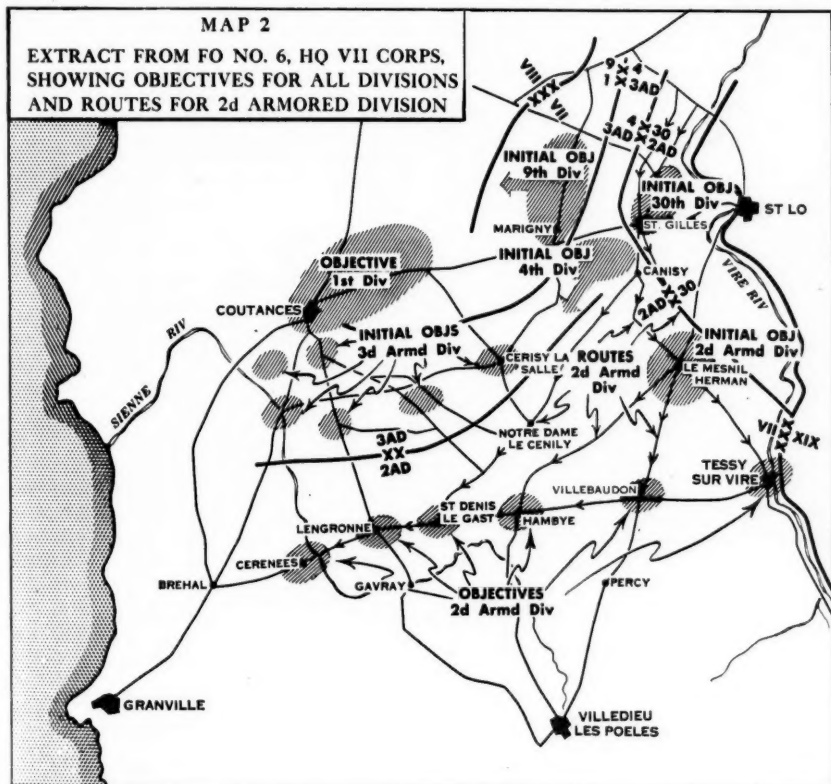 MAP 2
EXTRACT FROM FO NO. 6, HQ VII CORPS,
SHOWING OBJECTIVES FOR ALL DIVISIONS
AND ROUTES FOR 2d ARMORED DIVISION
VIII
XXX
VII
9 - 4
1 X 3AD
4 X 30
3AD X 2AD
INITIAL OBJ
9th Div
INITIAL OBJ
30th Div
ST LO
MARIGNY
ST. GILLES
OBJECTIVE
1st Div
INITIAL OBJ
4th Div
CANISY
VIRE RIV
2AD XX 30
COUTANCES
INITIAL OBJS
3d Armd Div
CERISY LA
SALLE
ROUTES
2d Armd
Div
INITIAL OBJ
2d Armd Div
LE MESNIL
HERMAN
SIENNE RIV
NOTRE DAME
LE CENILY
3AD
XX
2AD
VII
XXX
XIX
TESSY
SUR VIRE
VILLEBAUDON
ST DENIS
LE GAST
HAMBYE
LENGRONNE
CERENEES
BREHAL
GAVRAY
OBJECTIVES
2d Armd Div
PERCY
GRANVILLE
VILLEDIEU
LES POELES